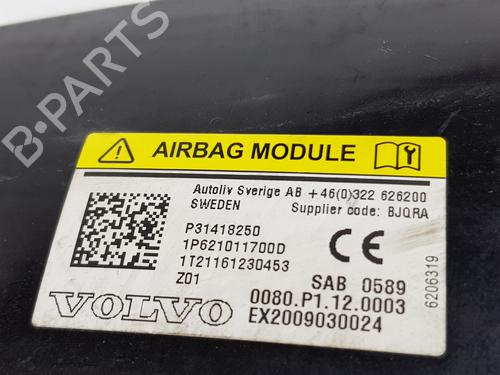 B-PARTS
AIRBAG MODULE
Autoliv Sverige AB +46(0)322 626200
SWEDEN Supplier code: BJQRA
P31418250
1P621011700D
1T21161230453
Z01
CE
SAB 0589
0080.P1.12.0003
EX2009030024
VOLVO
6206319